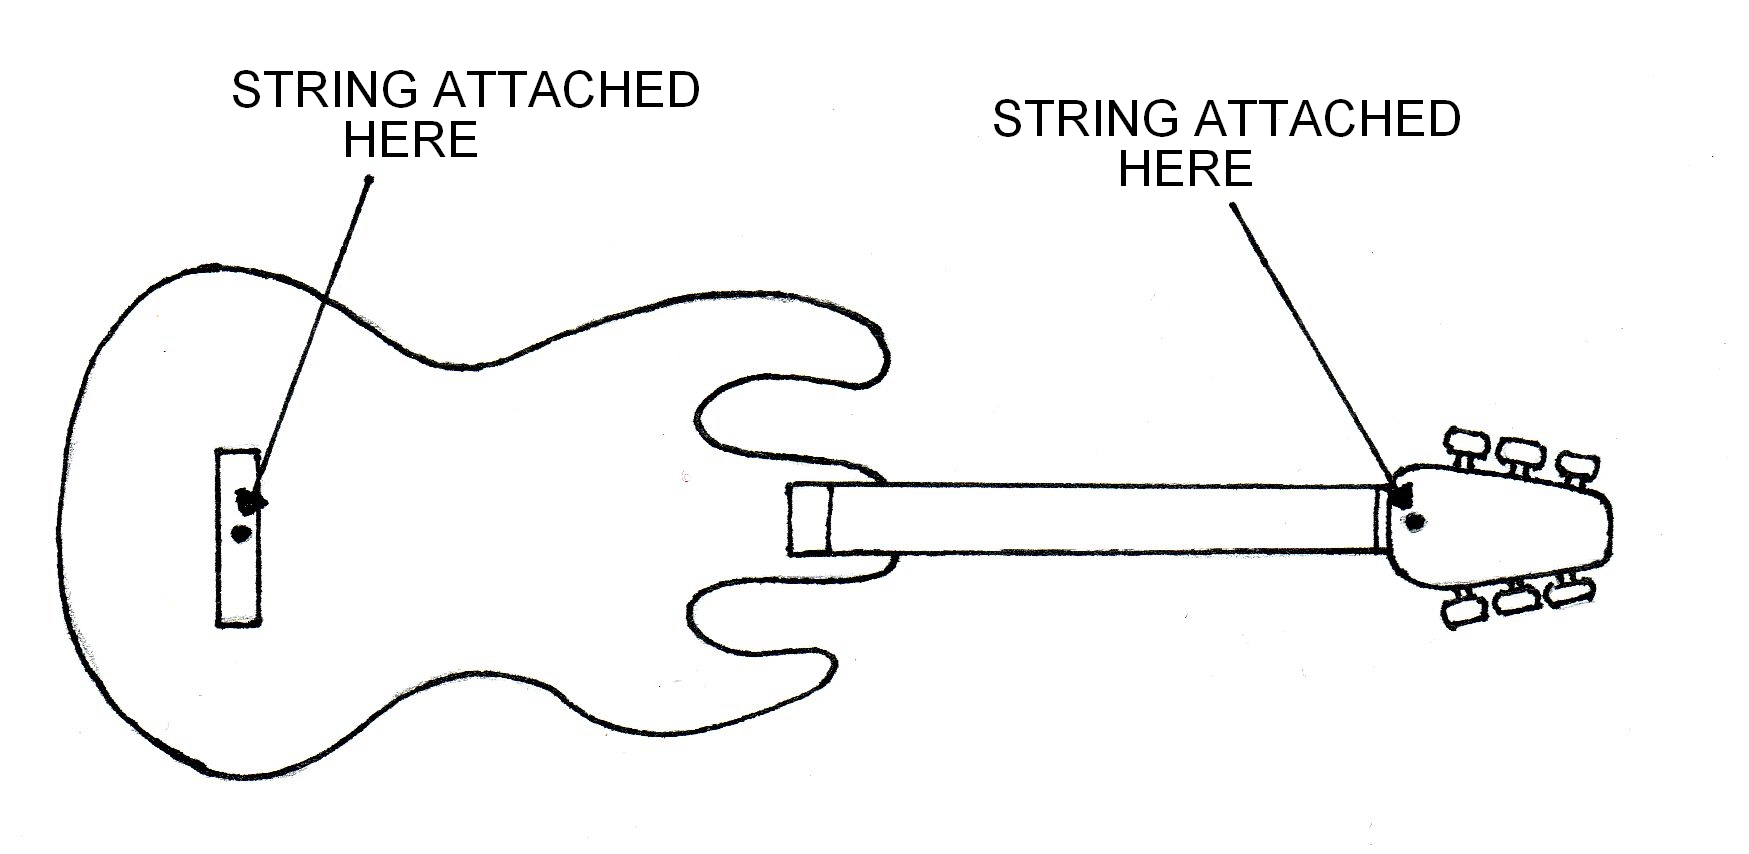 STRING ATTACHED
HERE
STRING ATTACHED
HERE